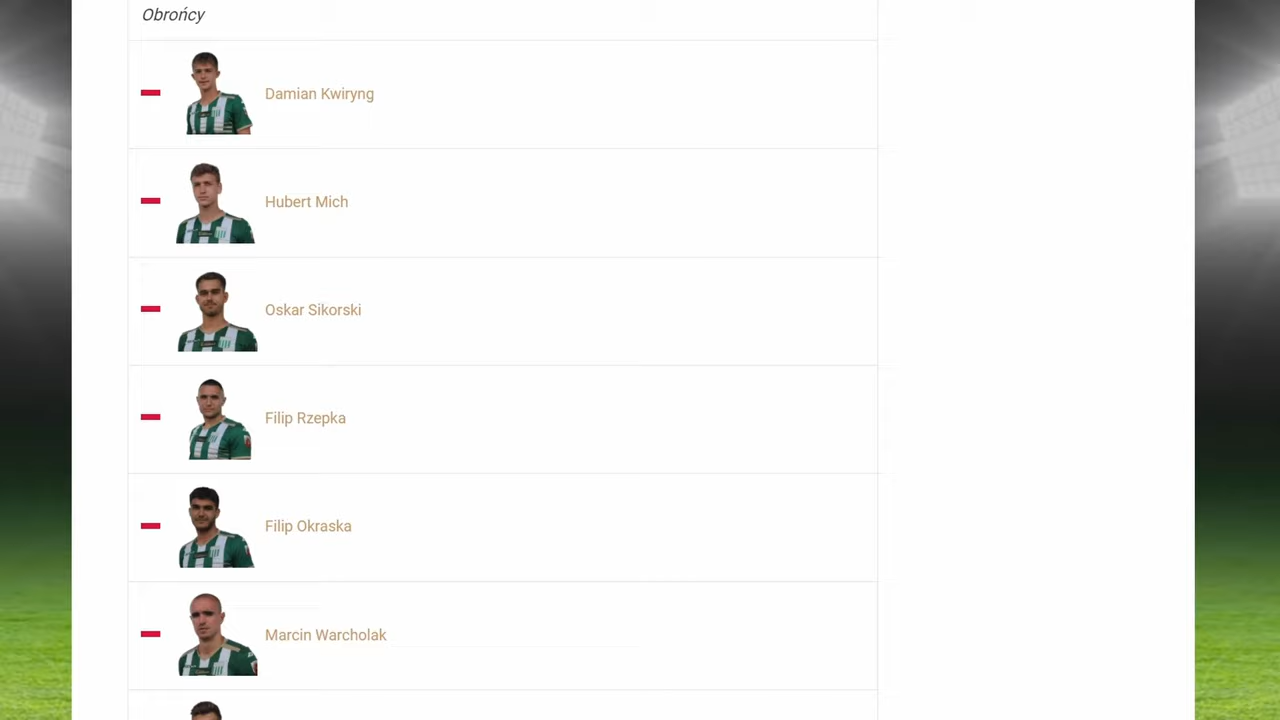 Obrońcy
Damian Kwiryng
Hubert Mich
Oskar Sikorski
Filip Rzepka
Filip Okraska
Marcin Warcholak